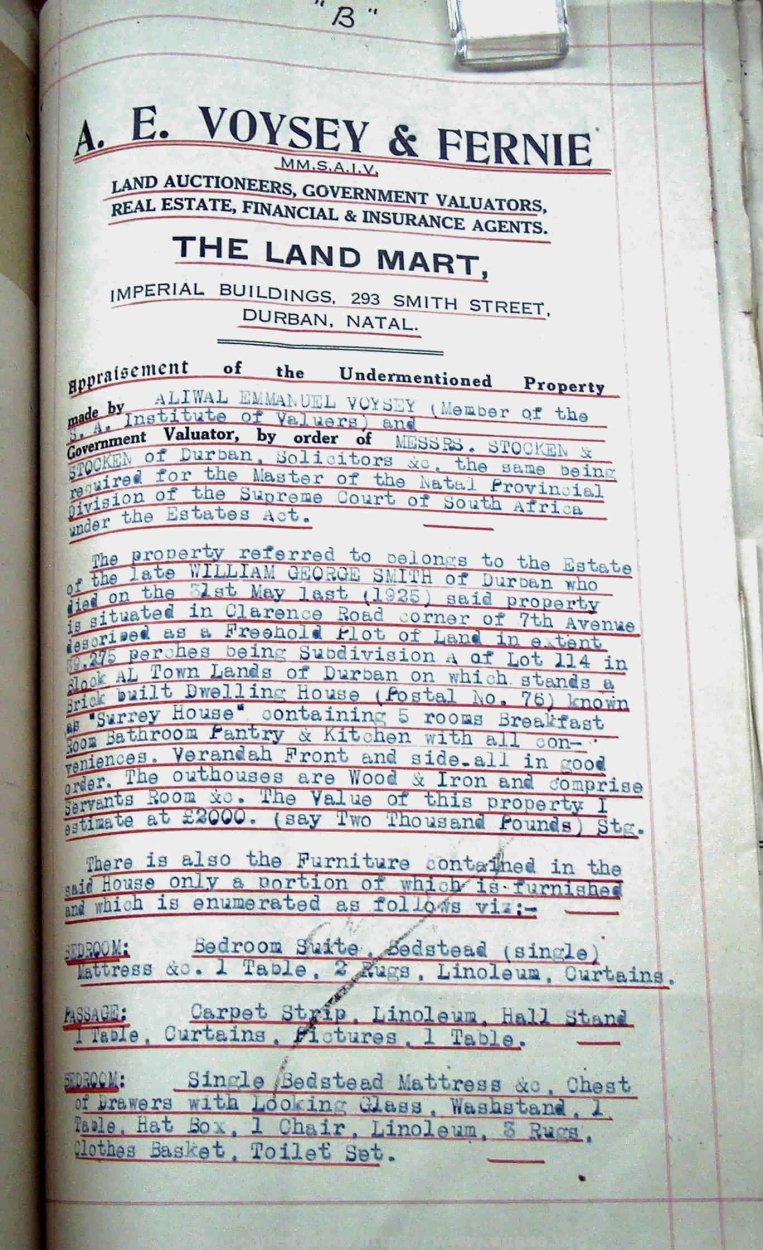 "B"
A. E. VOYSEY & FERNIE
MM.S.A.I.V.
LAND AUCTIONEERS, GOVERNMENT VALUATORS,
REAL ESTATE, FINANCIAL & INSURANCE AGENTS.
THE LAND MART,
IMPERIAL BUILDINGS, 293 SMITH STREET,
DURBAN, NATAL.
Appraisement of the Undermentioned Property
made by ALIWAL EMMANUEL VOYSEY (Member of the
S. A. Institute of Valuers) and
Government Valuator, by order of MESSRS. STOCKEN &
STOCKEN of Durban, Solicitors &c. the same being
required for the Master of the Natal Provincial
Division of the Supreme Court of South Africa
under the Estates Act.
The property referred to belongs to the Estate
of the late WILLIAM GEORGE SMITH of Durban who
died on the 31st May last (1925) said property
is situated in Clarence Road corner of 7th Avenue
described as a Freehold Plot of Land in extent
39.275 perches being Subdivision A of Lot 114 in
Block AL Town Lands of Durban on which stands a
Brick built Dwelling House (Postal No. 76) known
as "Surrey House" containing 5 rooms Breakfast
Room Bathroom Pantry & Kitchen with all con-
veniences. Verandah Front and side-all in good
order. The outhouses are Wood & Iron and comprise
Servants Room &c. The Value of this property I
estimate at £2000. (say Two Thousand Pounds) Stg.
There is also the Furniture contained in the
said House only a portion of which is furnished
and which is enumerated as follows viz:-
BEDROOM: Bedroom Suite, Bedstead (single)
Mattress &c. 1 Table, 2 Rugs, Linoleum, Curtains.
PASSAGE: Carpet Strip, Linoleum, Hall Stand
1 Table, Curtains, Pictures, 1 Table.
BEDROOM: Single Bedstead Mattress &c, Chest
of Drawers with Looking Glass, Washstand, 1
Table, Hat Box, 1 Chair, Linoleum, 3 Rugs,
Clothes Basket, Toilet Set.